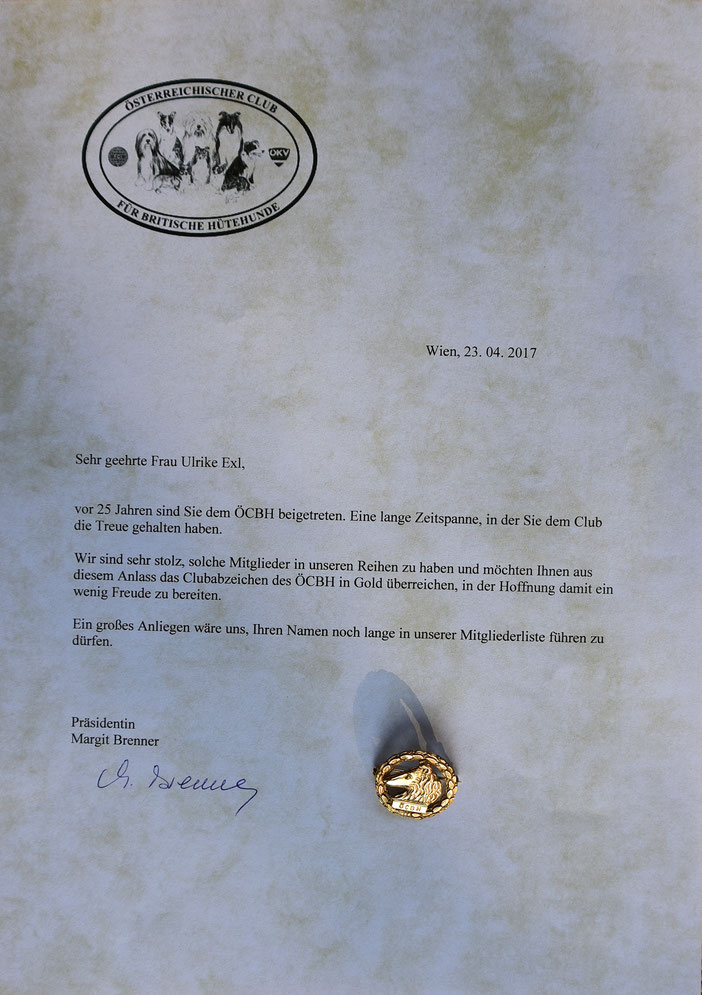 ÖSTERREICHISCHER CLUB
ÖKV
FÜR BRITISCHE HÜTEHUNDE
Wien, 23. 04. 2017
Sehr geehrte Frau Ulrike Exl,
vor 25 Jahren sind Sie dem ÖCBH beigetreten. Eine lange Zeitspanne, in der Sie dem Club
die Treue gehalten haben.
Wir sind sehr stolz, solche Mitglieder in unseren Reihen zu haben und möchten Ihnen aus
diesem Anlass das Clubabzeichen des ÖCBH in Gold überreichen, in der Hoffnung damit ein
wenig Freude zu bereiten.
Ein großes Anliegen wäre uns, Ihren Namen noch lange in unserer Mitgliederliste führen zu
dürfen.
Präsidentin
Margit Brenner
M. Brenner
ÖCBH